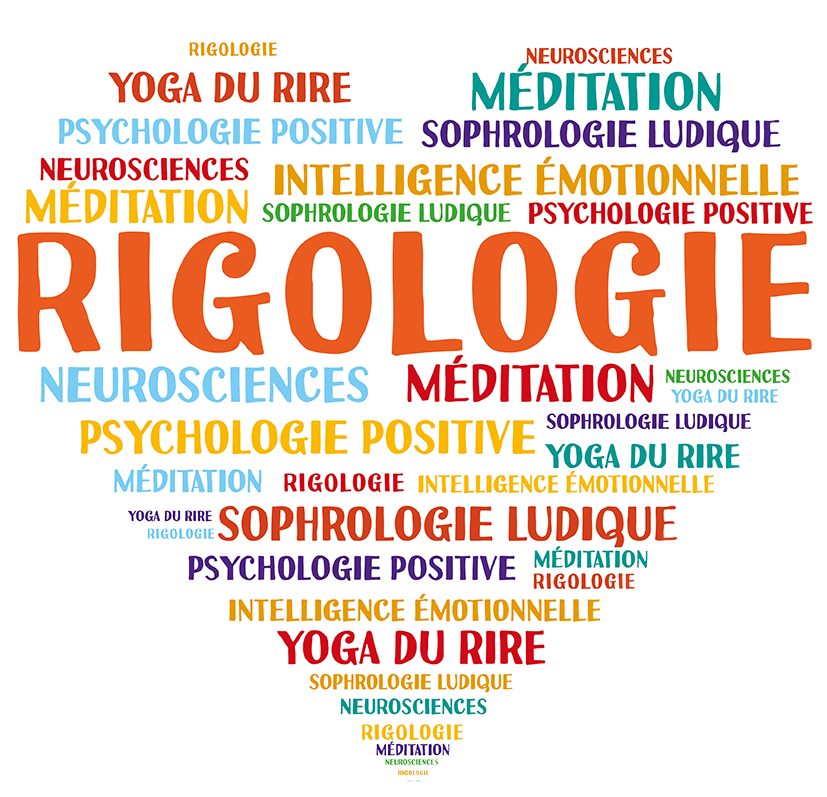 RIGOLOGIE
NEUROSCIENCES
YOGA DU RIRE
MÉDITATION
PSYCHOLOGIE POSITIVE
SOPHROLOGIE LUDIQUE
NEUROSCIENCES
INTELLIGENCE ÉMOTIONNELLE
MÉDITATION
SOPHROLOGIE LUDIQUE
PSYCHOLOGIE POSITIVE
RIGOLOGIE
NEUROSCIENCES
MÉDITATION
NEUROSCIENCES
YOGA DU RIRE
PSYCHOLOGIE POSITIVE
SOPHROLOGIE LUDIQUE
YOGA DU RIRE
MÉDITATION
RIGOLOGIE
INTELLIGENCE ÉMOTIONNELLE
YOGA DU RIRE
RIGOLOGIE
SOPHROLOGIE LUDIQUE
PSYCHOLOGIE POSITIVE
MÉDITATION
RIGOLOGIE
INTELLIGENCE ÉMOTIONNELLE
YOGA DU RIRE
SOPHROLOGIE LUDIQUE
NEUROSCIENCES
RIGOLOGIE
MÉDITATION
NEUROSCIENCES
RIGOLOGIE